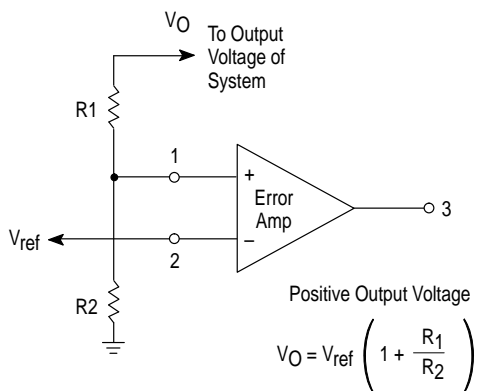 VO
To Output
Voltage of
System
R1
1
+
Error
Amp
3
Vref
–
2
R2
Positive Output Voltage
VO = Vref ( 1 + R1 / R2 )